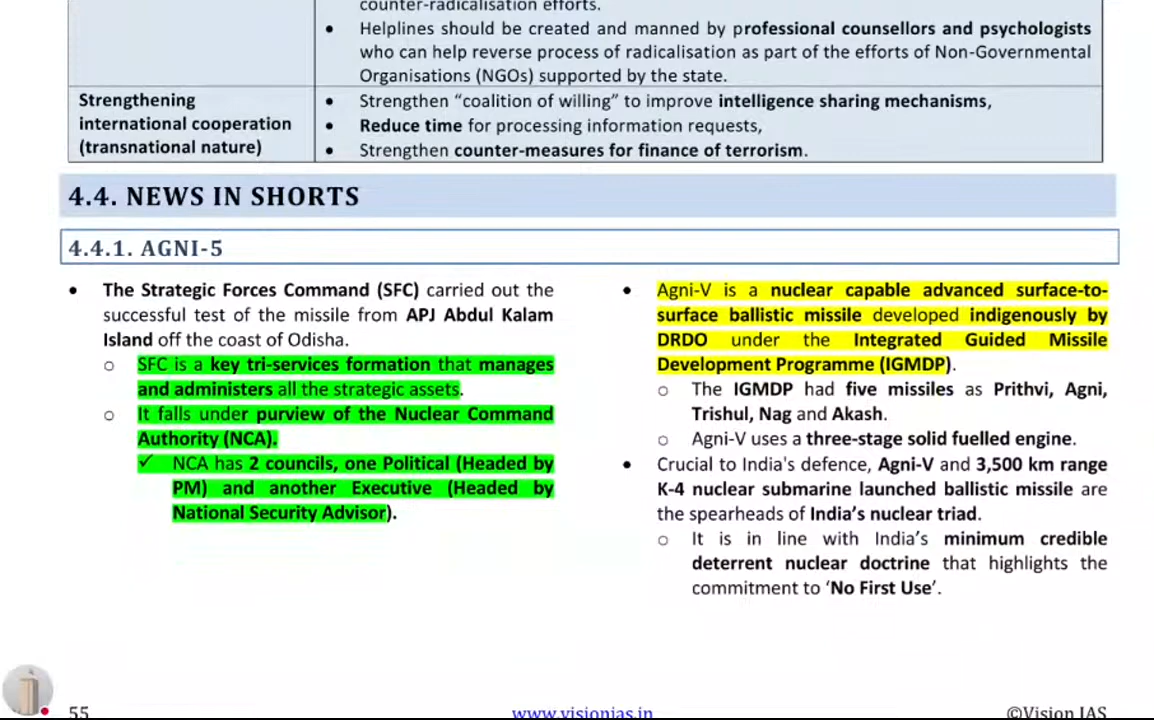 counter-radicalisation efforts.
• Helplines should be created and manned by professional counsellors and psychologists
who can help reverse process of radicalisation as part of the efforts of Non-Governmental
Organisations (NGOs) supported by the state.
Strengthening
international cooperation
(transnational nature)
• Strengthen “coalition of willing” to improve intelligence sharing mechanisms,
• Reduce time for processing information requests,
• Strengthen counter-measures for finance of terrorism.
4.4. NEWS IN SHORTS
4.4.1. AGNI-5
• The Strategic Forces Command (SFC) carried out the
successful test of the missile from APJ Abdul Kalam
Island off the coast of Odisha.
o SFC is a key tri-services formation that manages
and administers all the strategic assets.
o It falls under purview of the Nuclear Command
Authority (NCA).
✓ NCA has 2 councils, one Political (Headed by
PM) and another Executive (Headed by
National Security Advisor).
• Agni-V is a nuclear capable advanced surface-to-
surface ballistic missile developed indigenously by
DRDO under the Integrated Guided Missile
Development Programme (IGMDP).
o The IGMDP had five missiles as Prithvi, Agni,
Trishul, Nag and Akash.
o Agni-V uses a three-stage solid fuelled engine.
• Crucial to India's defence, Agni-V and 3,500 km range
K-4 nuclear submarine launched ballistic missile are
the spearheads of India’s nuclear triad.
o It is in line with India’s minimum credible
deterrent nuclear doctrine that highlights the
commitment to ‘No First Use’.
55
www.visionias.in
©Vision IAS